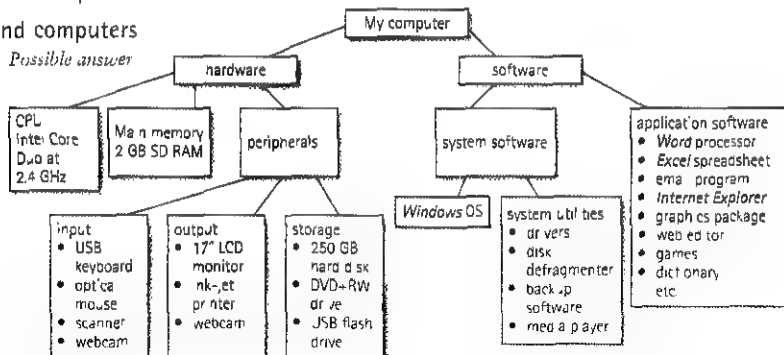 My computer
nd computers
Possible answer
hardware
software
CPU
Intel Core
Duo at
2.4 GHz
Main memory
2 GB SD RAM
peripherals
system software
application software
• Word processor
• Excel spreadsheet
• email program
• Internet Explorer
• graphics package
• web editor
• games
• dictionary
etc.
Windows OS
system utilities
• drivers
• disk
defragmenter
• back up
software
• media player
input
• USB
keyboard
• optical
mouse
• scanner
• webcam
output
• 17" LCD
monitor
• ink-jet
printer
• webcam
storage
• 250 GB
hard disk
• DVD+RW
drive
• USB flash
drive